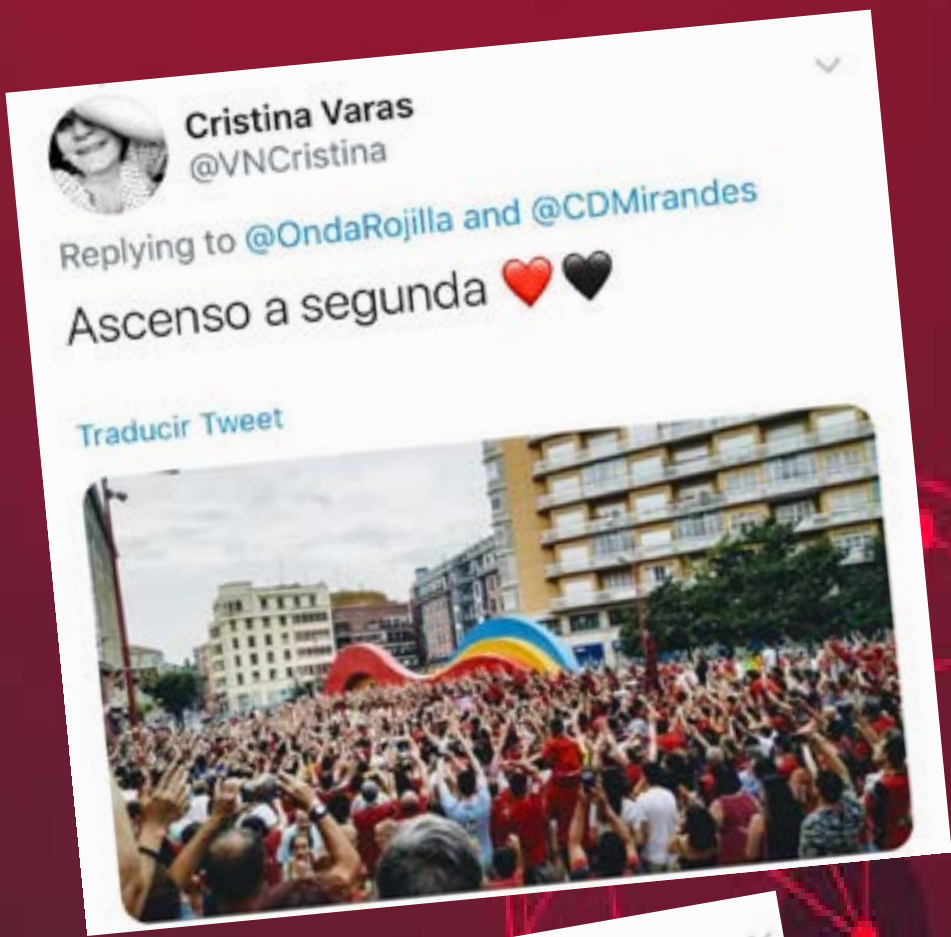 Cristina Varas
@VNCristina
Replying to @OndaRojilla and @CDMirandes
Ascenso a segunda ❤️🖤
Traducir Tweet